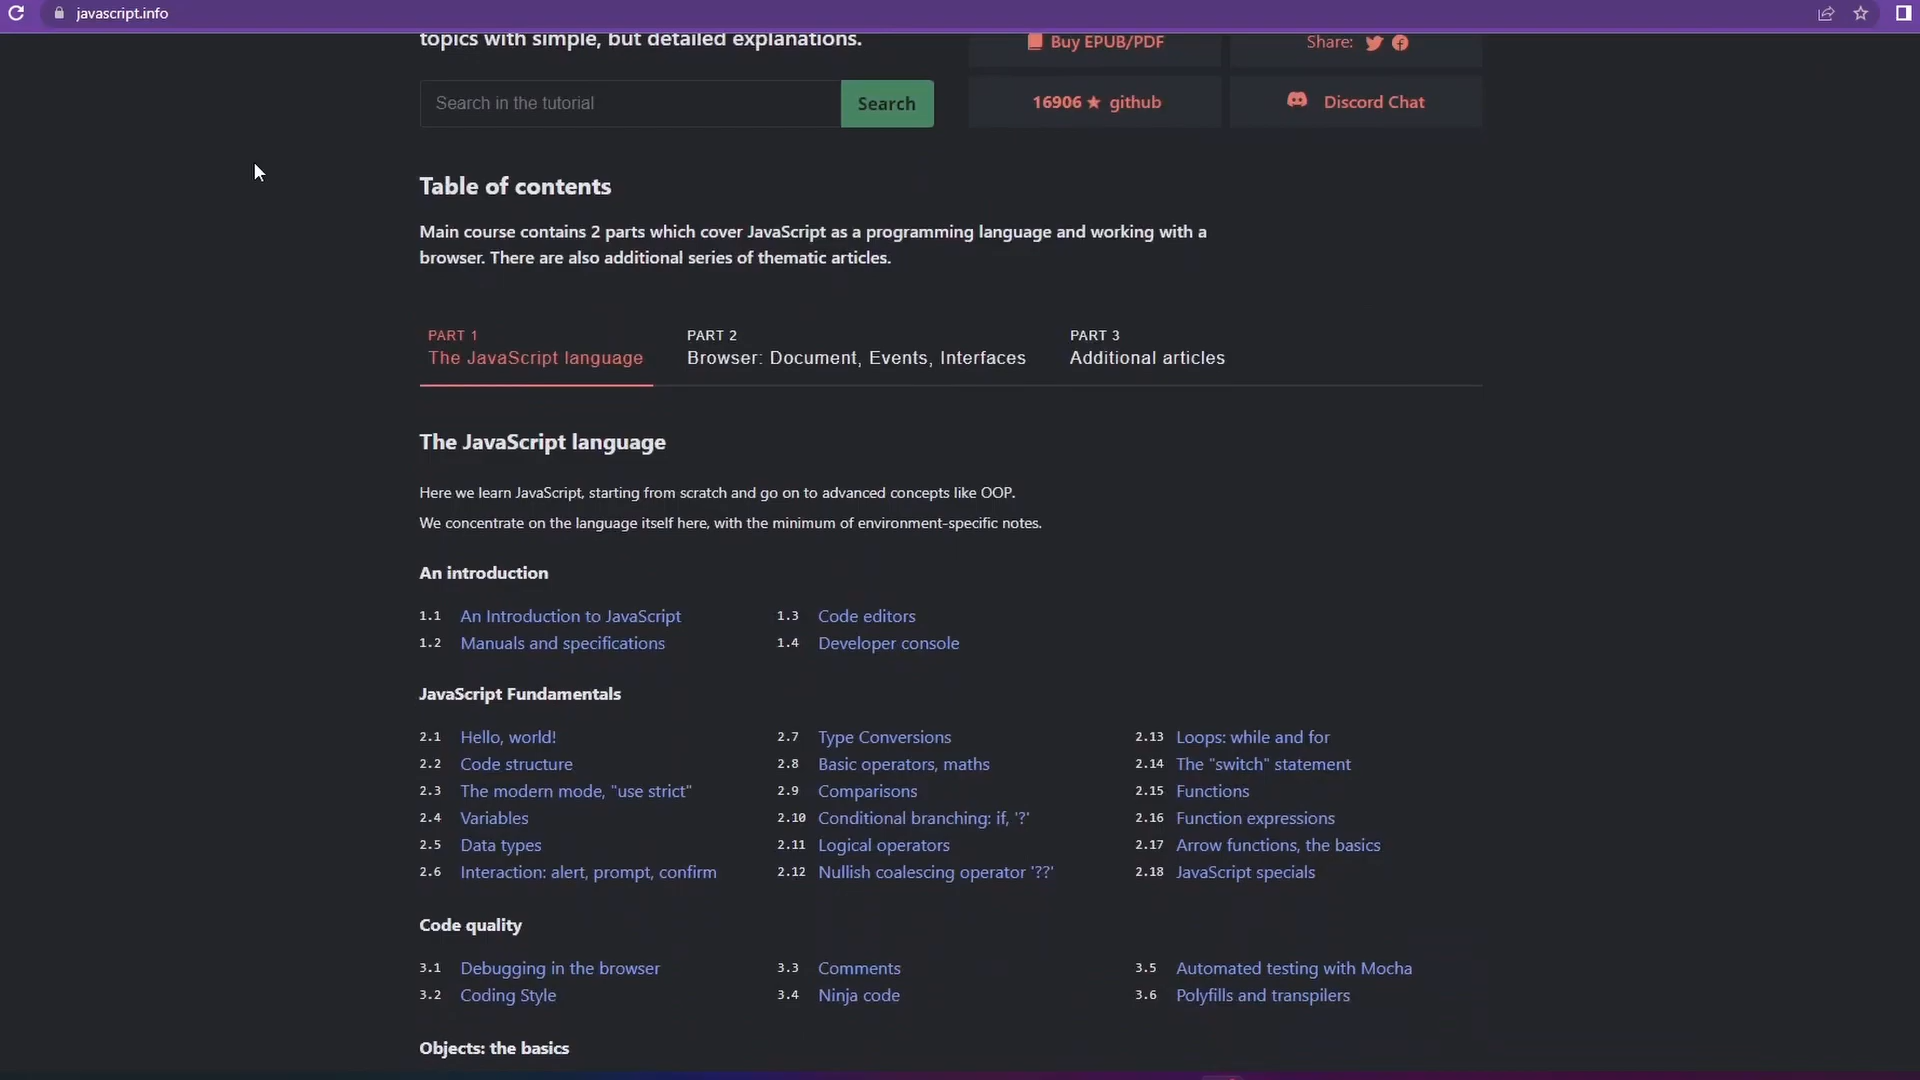 javascript.info
topics with simple, but detailed explanations.
Buy EPUB/PDF
Share:
Search in the tutorial
Search
16906 ★ github
Discord Chat
Table of contents
Main course contains 2 parts which cover JavaScript as a programming language and working with a
browser. There are also additional series of thematic articles.
PART 1
The JavaScript language
PART 2
Browser: Document, Events, Interfaces
PART 3
Additional articles
The JavaScript language
Here we learn JavaScript, starting from scratch and go on to advanced concepts like OOP.
We concentrate on the language itself here, with the minimum of environment-specific notes.
An introduction
1.1 An Introduction to JavaScript
1.2 Manuals and specifications
1.3 Code editors
1.4 Developer console
JavaScript Fundamentals
2.1 Hello, world!
2.2 Code structure
2.3 The modern mode, "use strict"
2.4 Variables
2.5 Data types
2.6 Interaction: alert, prompt, confirm
2.7 Type Conversions
2.8 Basic operators, maths
2.9 Comparisons
2.10 Conditional branching: if, '?'
2.11 Logical operators
2.12 Nullish coalescing operator '??'
2.13 Loops: while and for
2.14 The "switch" statement
2.15 Functions
2.16 Function expressions
2.17 Arrow functions, the basics
2.18 JavaScript specials
Code quality
3.1 Debugging in the browser
3.2 Coding Style
3.3 Comments
3.4 Ninja code
3.5 Automated testing with Mocha
3.6 Polyfills and transpilers
Objects: the basics